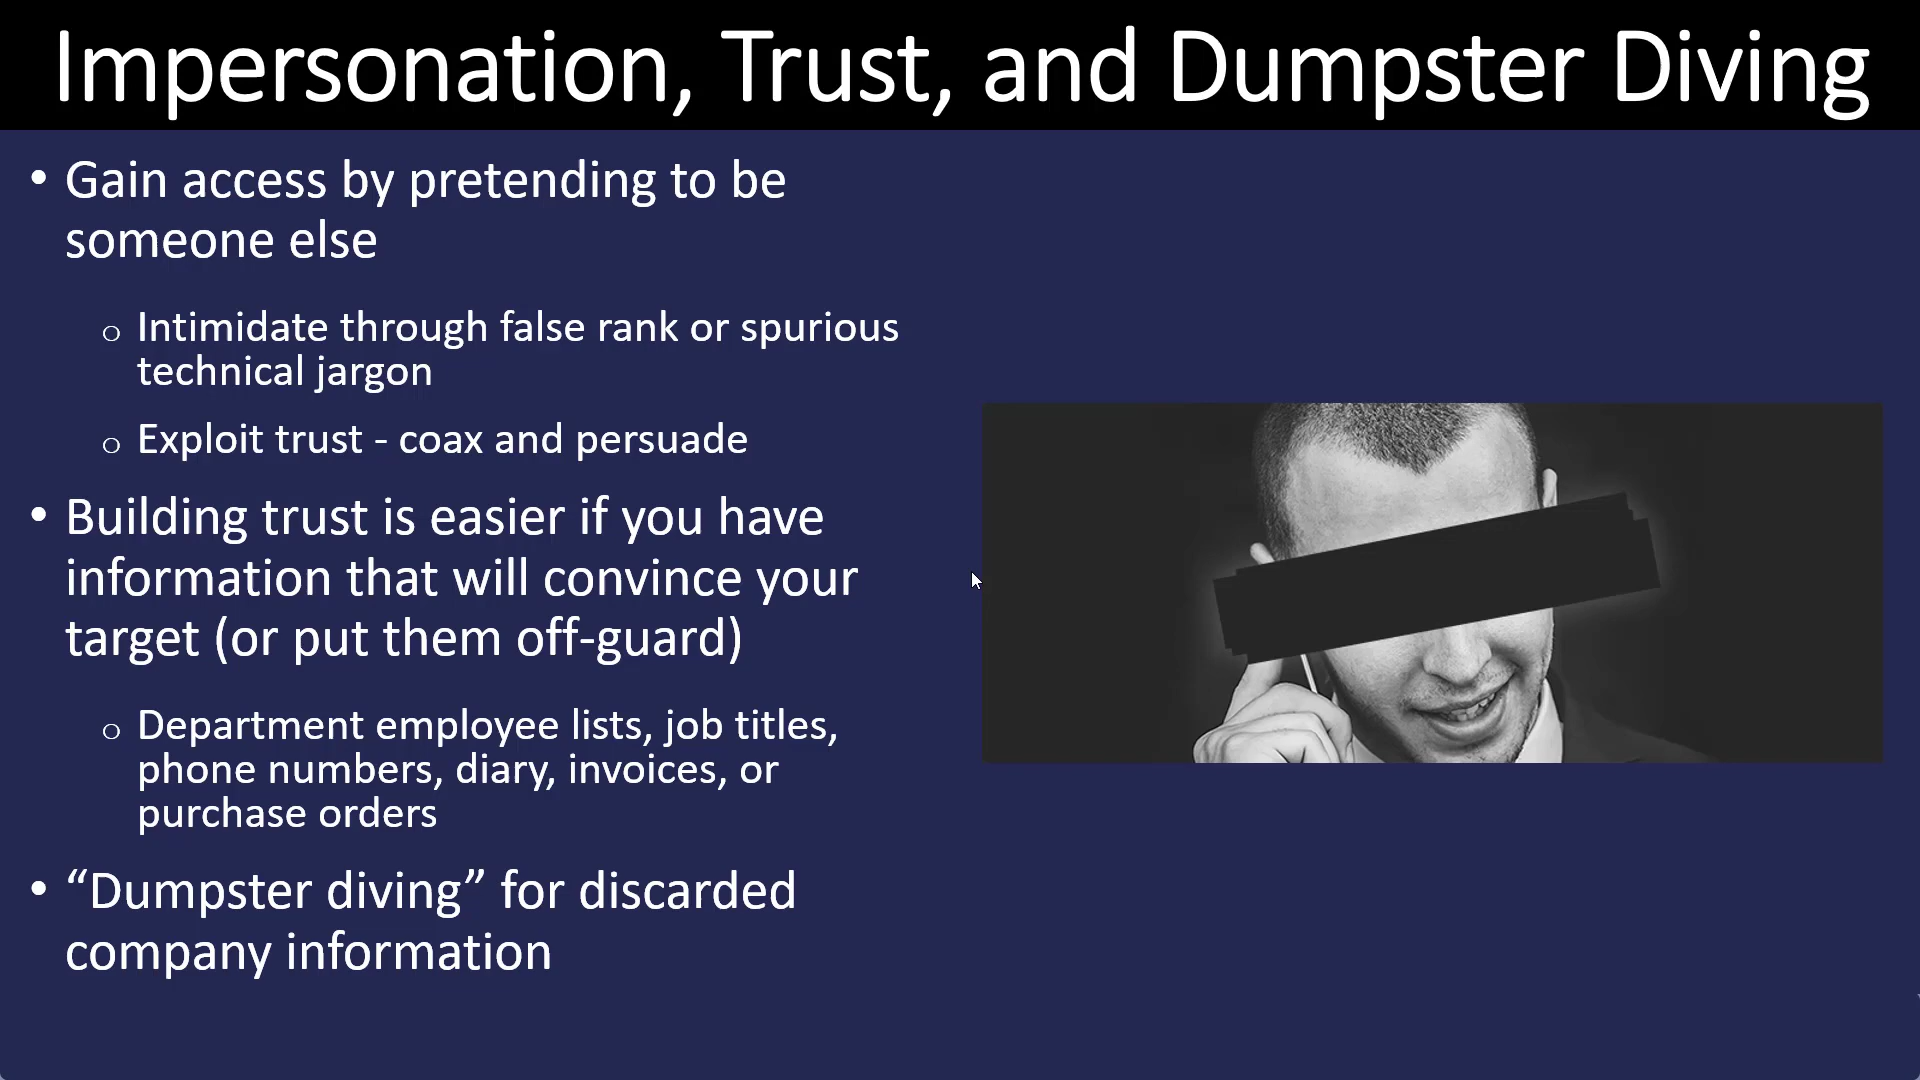 Impersonation, Trust, and Dumpster Diving
• Gain access by pretending to be
someone else
o Intimidate through false rank or spurious
technical jargon
o Exploit trust - coax and persuade
• Building trust is easier if you have
information that will convince your
target (or put them off-guard)
o Department employee lists, job titles,
phone numbers, diary, invoices, or
purchase orders
• “Dumpster diving” for discarded
company information